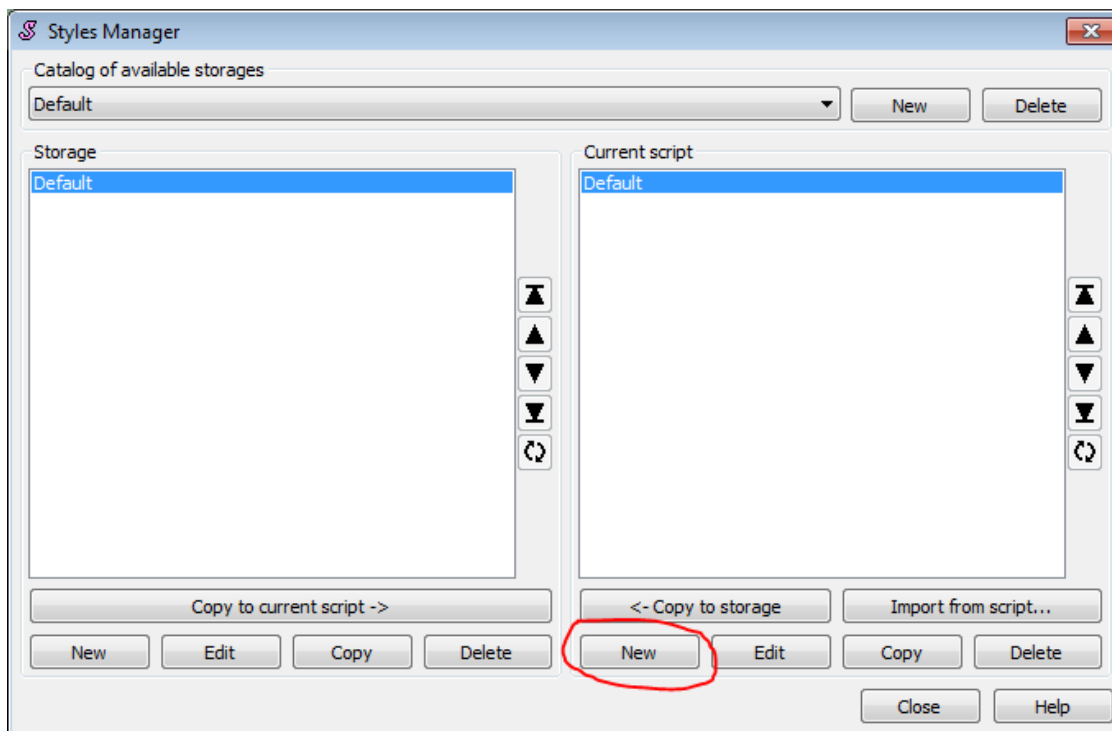 Styles Manager
Catalog of available storages
Default
New
Delete
Storage
Default
Copy to current script ->
New
Edit
Copy
Delete
Current script
Default
<- Copy to storage
Import from script...
New
Edit
Copy
Delete
Close
Help